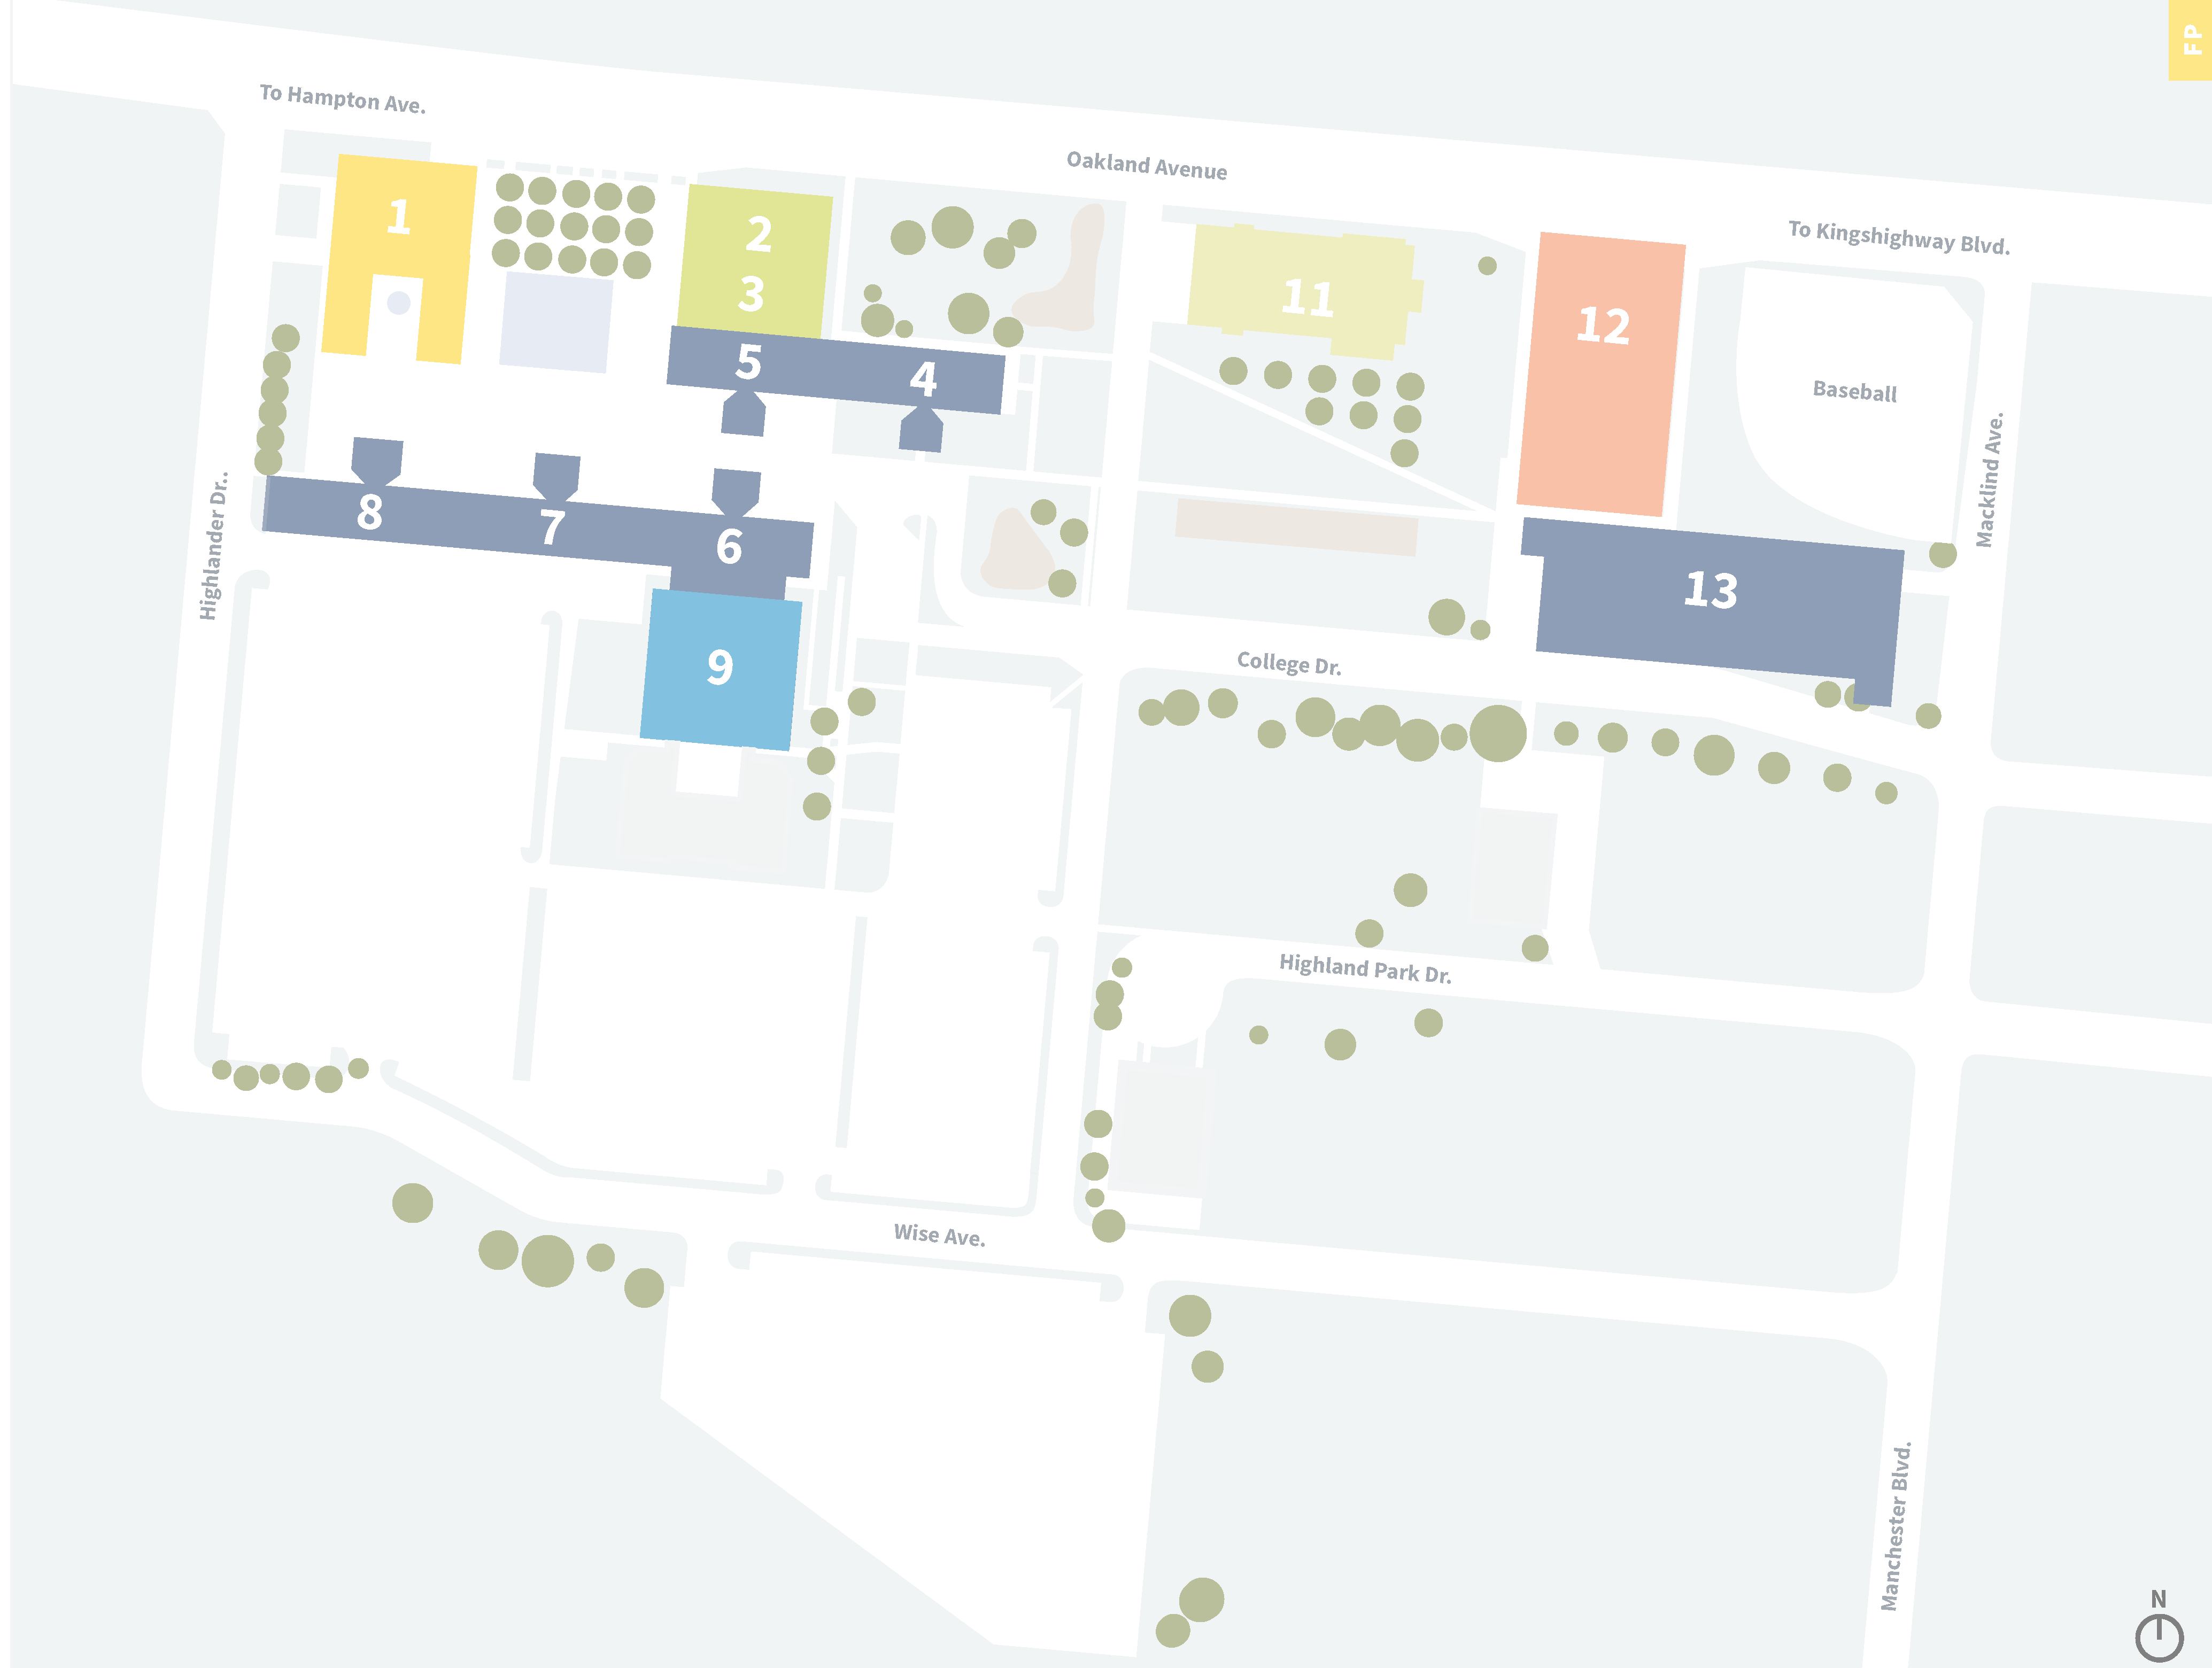 FP
To Hampton Ave.
Oakland Avenue
To Kingshighway Blvd.
1
2
3
11
12
5
4
Baseball
Macklind Ave.
Highlander Dr..
8
7
6
13
9
College Dr.
Highland Park Dr.
Wise Ave.
Manchester Blvd.
N